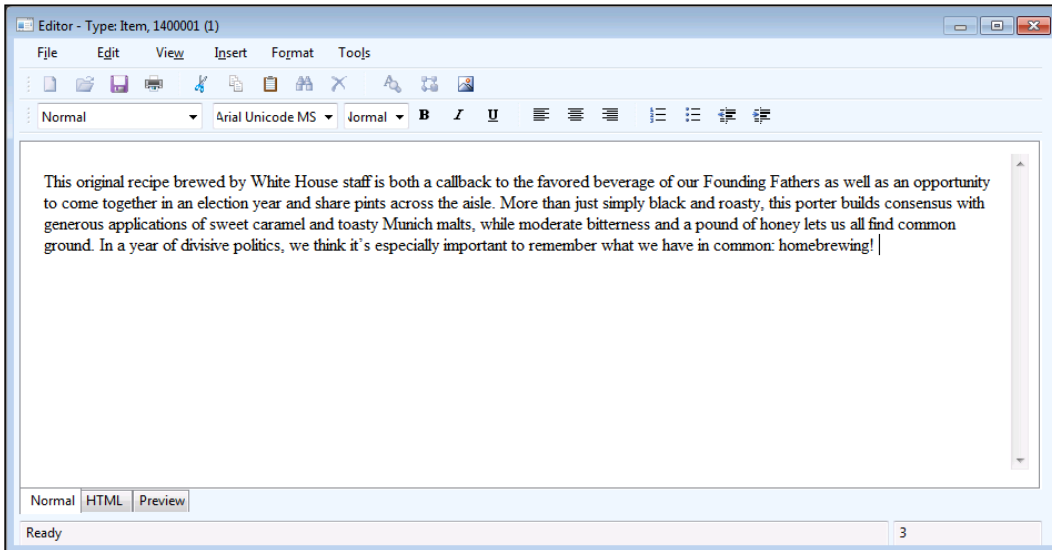 Editor - Type: Item, 1400001 (1)
File Edit View Insert Format Tools
Normal Arial Unicode MS Normal B I U
This original recipe brewed by White House staff is both a callback to the favored beverage of our Founding Fathers as well as an opportunity
to come together in an election year and share pints across the aisle. More than just simply black and roasty, this porter builds consensus with
generous applications of sweet caramel and toasty Munich malts, while moderate bitterness and a pound of honey lets us all find common
ground. In a year of divisive politics, we think it's especially important to remember what we have in common: homebrewing!
Normal HTML Preview
Ready 3